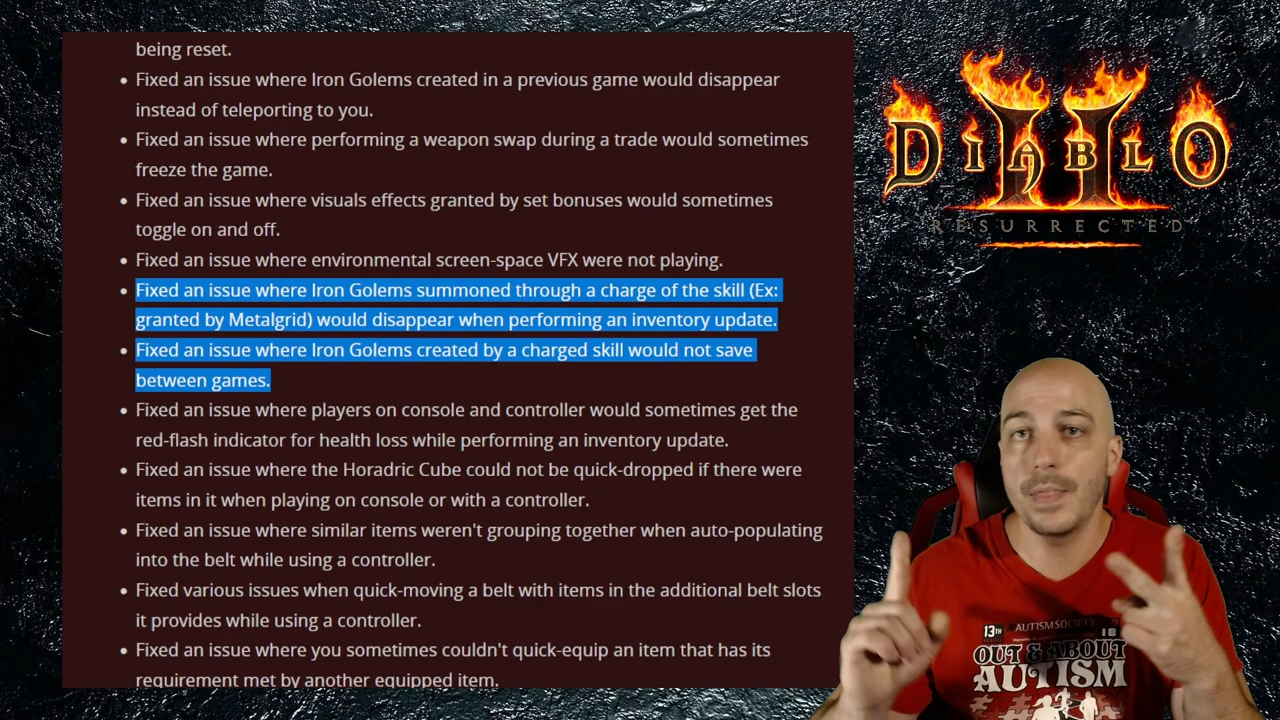 being reset.
• Fixed an issue where Iron Golems created in a previous game would disappear
instead of teleporting to you.
• Fixed an issue where performing a weapon swap during a trade would sometimes
freeze the game.
• Fixed an issue where visuals effects granted by set bonuses would sometimes
toggle on and off.
• Fixed an issue where environmental screen-space VFX were not playing.
• Fixed an issue where Iron Golems summoned through a charge of the skill (Ex:
granted by Metalgrid) would disappear when performing an inventory update.
• Fixed an issue where Iron Golems created by a charged skill would not save
between games.
• Fixed an issue where players on console and controller would sometimes get the
red-flash indicator for health loss while performing an inventory update.
• Fixed an issue where the Horadric Cube could not be quick-dropped if there were
items in it when playing on console or with a controller.
• Fixed an issue where similar items weren't grouping together when auto-populating
into the belt while using a controller.
• Fixed various issues when quick-moving a belt with items in the additional belt slots
it provides while using a controller.
• Fixed an issue where you sometimes couldn't quick-equip an item that has its
requirement met by another equipped item.
DIABLO
II
RESURRECTED
13TH
AUTISM SOCIETY
18
OUT & ABOUT
AUTISM